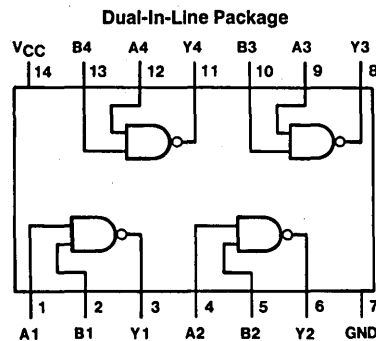 Dual-In-Line Package
VCC B4 A4 Y4 B3 A3 Y3
14 13 12 11 10 9 8
1 2 3 4 5 6 7
A1 B1 Y1 A2 B2 Y2 GND